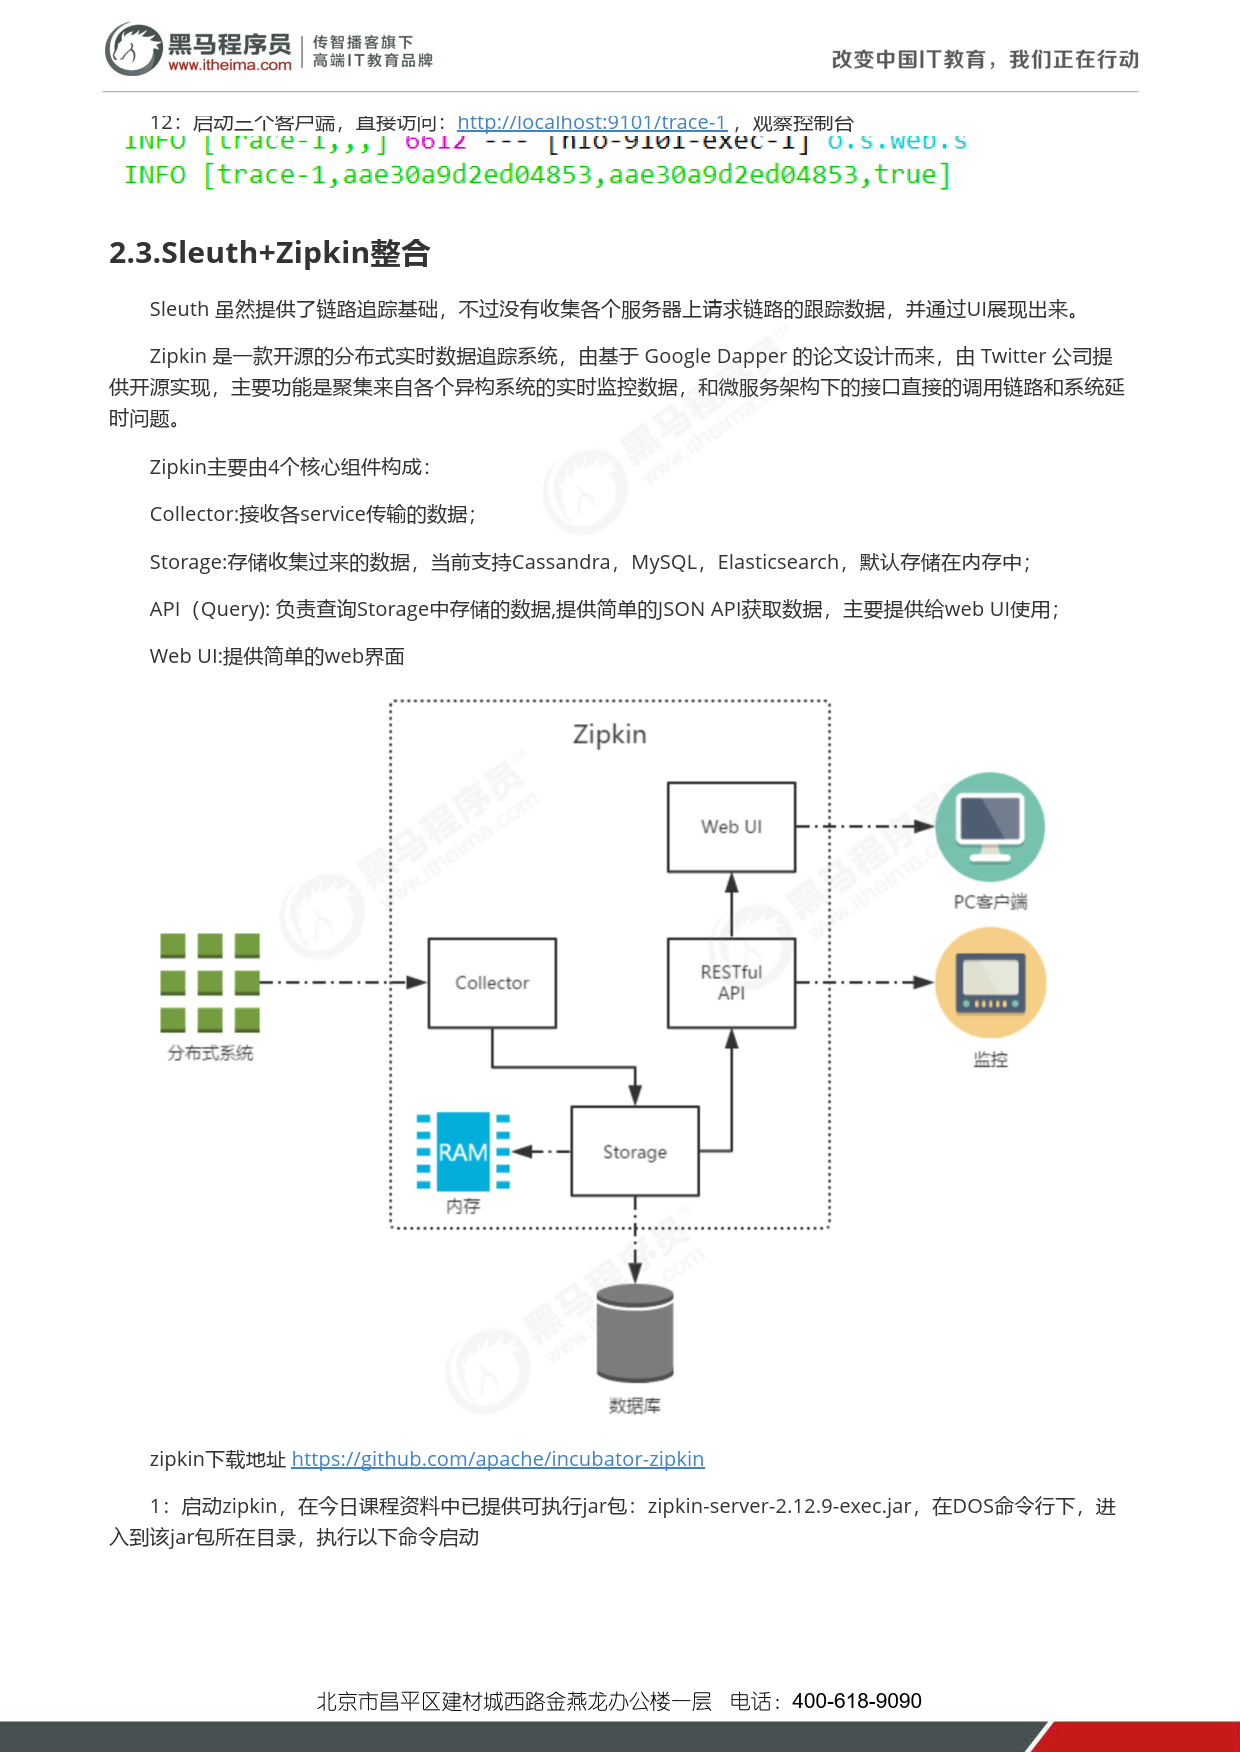 黑马程序员
www.itheima.com
传智播客旗下
高端IT教育品牌
改变中国IT教育，我们正在行动
12：启动三个客户端，直接访问：http://localhost:9101/trace-1 ，观察控制台
INFO [trace-1,,,] 6612 --- [nio-9101-exec-1] o.s.web.s
INFO [trace-1,aae30a9d2ed04853,aae30a9d2ed04853,true]
2.3.Sleuth+Zipkin整合
Sleuth 虽然提供了链路追踪基础，不过没有收集各个服务器上请求链路的跟踪数据，并通过UI展现出来。
Zipkin 是一款开源的分布式实时数据追踪系统，由基于 Google Dapper 的论文设计而来，由 Twitter 公司提
供开源实现，主要功能是聚集来自各个异构系统的实时监控数据，和微服务架构下的接口直接的调用链路和系统延
时问题。
Zipkin主要由4个核心组件构成：
Collector:接收各service传输的数据；
Storage:存储收集过来的数据，当前支持Cassandra，MySQL，Elasticsearch，默认存储在内存中；
API（Query): 负责查询Storage中存储的数据,提供简单的JSON API获取数据，主要提供给web UI使用；
Web UI:提供简单的web界面
Zipkin
Web UI
PC客户端
Collector
RESTful
API
分布式系统
监控
RAM
Storage
内存
数据库
zipkin下载地址 https://github.com/apache/incubator-zipkin
1：启动zipkin，在今日课程资料中已提供可执行jar包：zipkin-server-2.12.9-exec.jar，在DOS命令行下，进
入到该jar包所在目录，执行以下命令启动
北京市昌平区建材城西路金燕龙办公楼一层 电话：400-618-9090